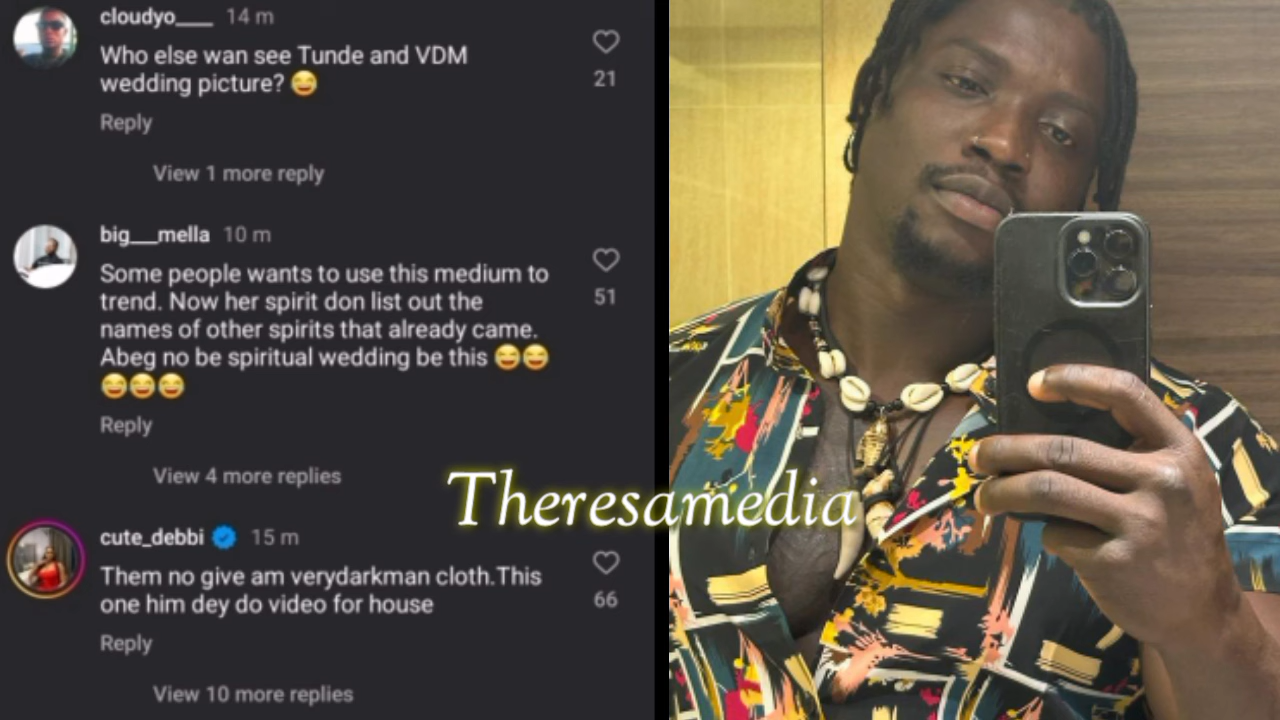 cloudyo____ 14 m
Who else wan see Tunde and VDM
wedding picture? 😂
21
Reply
View 1 more reply
big__mella 10 m
Some people wants to use this medium to
trend. Now her spirit don list out the
names of other spirits that already came.
Abeg no be spiritual wedding be this 😂😂
😂😂😂
51
Reply
View 4 more replies
Theresamedia
cute_debbi 15 m
Them no give am verydarkman cloth.This
one him dey do video for house
66
Reply
View 10 more replies